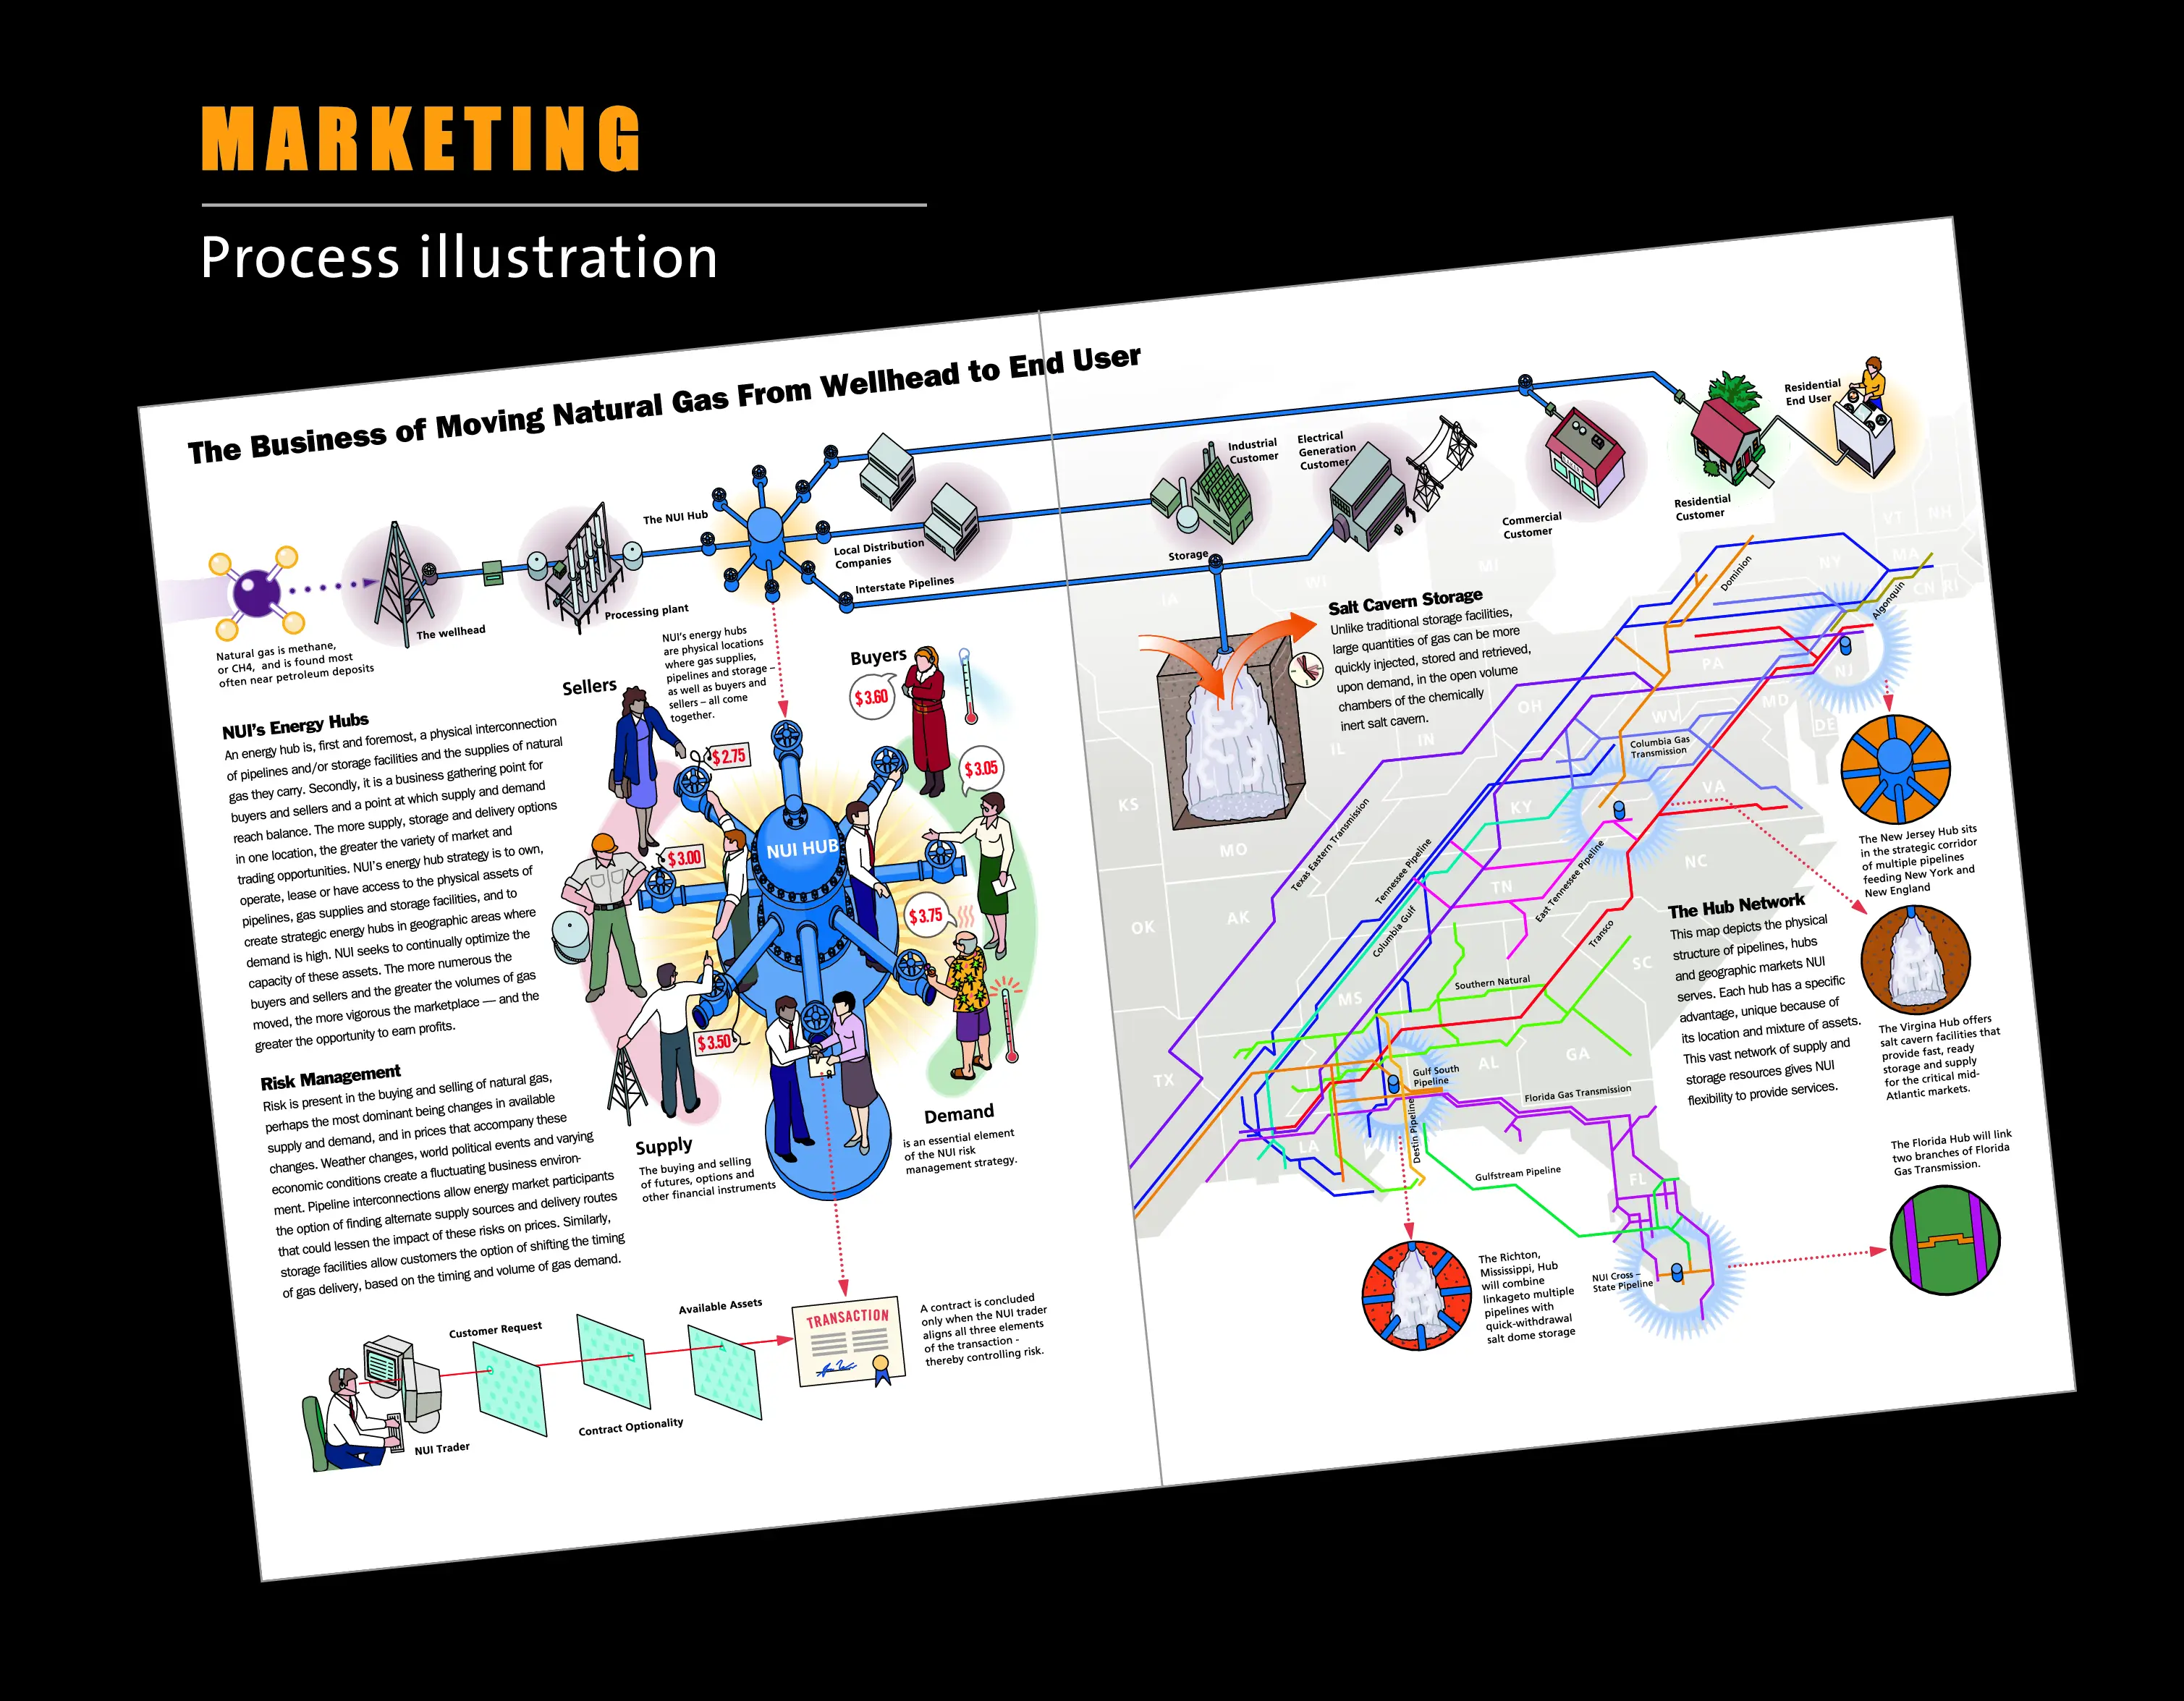 MARKETING
Process illustration
The Business of Moving Natural Gas From Wellhead to End User
Natural gas is methane,
or CH4, and is found most
often near petroleum deposits
The wellhead
Processing plant
The NUI Hub
Local Distribution
Companies
Interstate Pipelines
Industrial
Customer
Electrical
Generation
Customer
Storage
Commercial
Customer
Residential
Customer
Residential
End User
NUI's Energy Hubs
An energy hub is, first and foremost, a physical interconnection
of pipelines and/or storage facilities and the supplies of natural
gas they carry. Secondly, it is a business gathering point for
buyers and sellers and a point at which supply and demand
reach balance. The more supply, storage and delivery options
in one location, the greater the variety of market and
trading opportunities. NUI's energy hub strategy is to own,
operate, lease or have access to the physical assets of
pipelines, gas supplies and storage facilities, and to
create strategic energy hubs in geographic areas where
demand is high. NUI seeks to continually optimize the
capacity of these assets. The more numerous the
buyers and sellers and the greater the volumes of gas
moved, the more vigorous the marketplace — and the
greater the opportunity to earn profits.
Risk Management
Risk is present in the buying and selling of natural gas,
perhaps the most dominant being changes in available
supply and demand, and in prices that accompany these
changes. Weather changes, world political events and varying
economic conditions create a fluctuating business environ-
ment. Pipeline interconnections allow energy market participants
the option of finding alternate supply sources and delivery routes
that could lessen the impact of these risks on prices. Similarly,
storage facilities allow customers the option of shifting the timing
of gas delivery, based on the timing and volume of gas demand.
NUI's energy hubs
are physical locations
where gas supplies,
pipelines and storage –
as well as buyers and
sellers – all come
together.
Sellers
Buyers
$3.60
$2.75
$3.05
$3.00
NUI HUB
$3.75
$3.50
Supply
The buying and selling
of futures, options and
other financial instruments
Demand
is an essential element
of the NUI risk
management strategy.
NUI Trader
Customer Request
Contract Optionality
Available Assets
TRANSACTION
A contract is concluded
only when the NUI trader
aligns all three elements
of the transaction -
thereby controlling risk.
Salt Cavern Storage
Unlike traditional storage facilities,
large quantities of gas can be more
quickly injected, stored and retrieved,
upon demand, in the open volume
chambers of the chemically
inert salt cavern.
IA
WI
MI
VT
NH
NY
MA
CN
RI
PA
NJ
OH
MD
DE
WV
IL
IN
VA
KS
MO
KY
NC
OK
AK
TN
SC
MS
AL
GA
TX
LA
FL
Dominion
Algonquin
Columbia Gas
Transmission
Texas Eastern Transmission
Tennessee Pipeline
Columbia Gulf
East Tennessee Pipeline
Transco
Southern Natural
Gulf South
Pipeline
Florida Gas Transmission
Destin Pipeline
Gulfstream Pipeline
NUI Cross –
State Pipeline
The Hub Network
This map depicts the physical
structure of pipelines, hubs
and geographic markets NUI
serves. Each hub has a specific
advantage, unique because of
its location and mixture of assets.
This vast network of supply and
storage resources gives NUI
flexibility to provide services.
The New Jersey Hub sits
in the strategic corridor
of multiple pipelines
feeding New York and
New England
The Virgina Hub offers
salt cavern facilities that
provide fast, ready
storage and supply
for the critical mid-
Atlantic markets.
The Florida Hub will link
two branches of Florida
Gas Transmission.
The Richton,
Mississippi, Hub
will combine
linkageto multiple
pipelines with
quick-withdrawal
salt dome storage